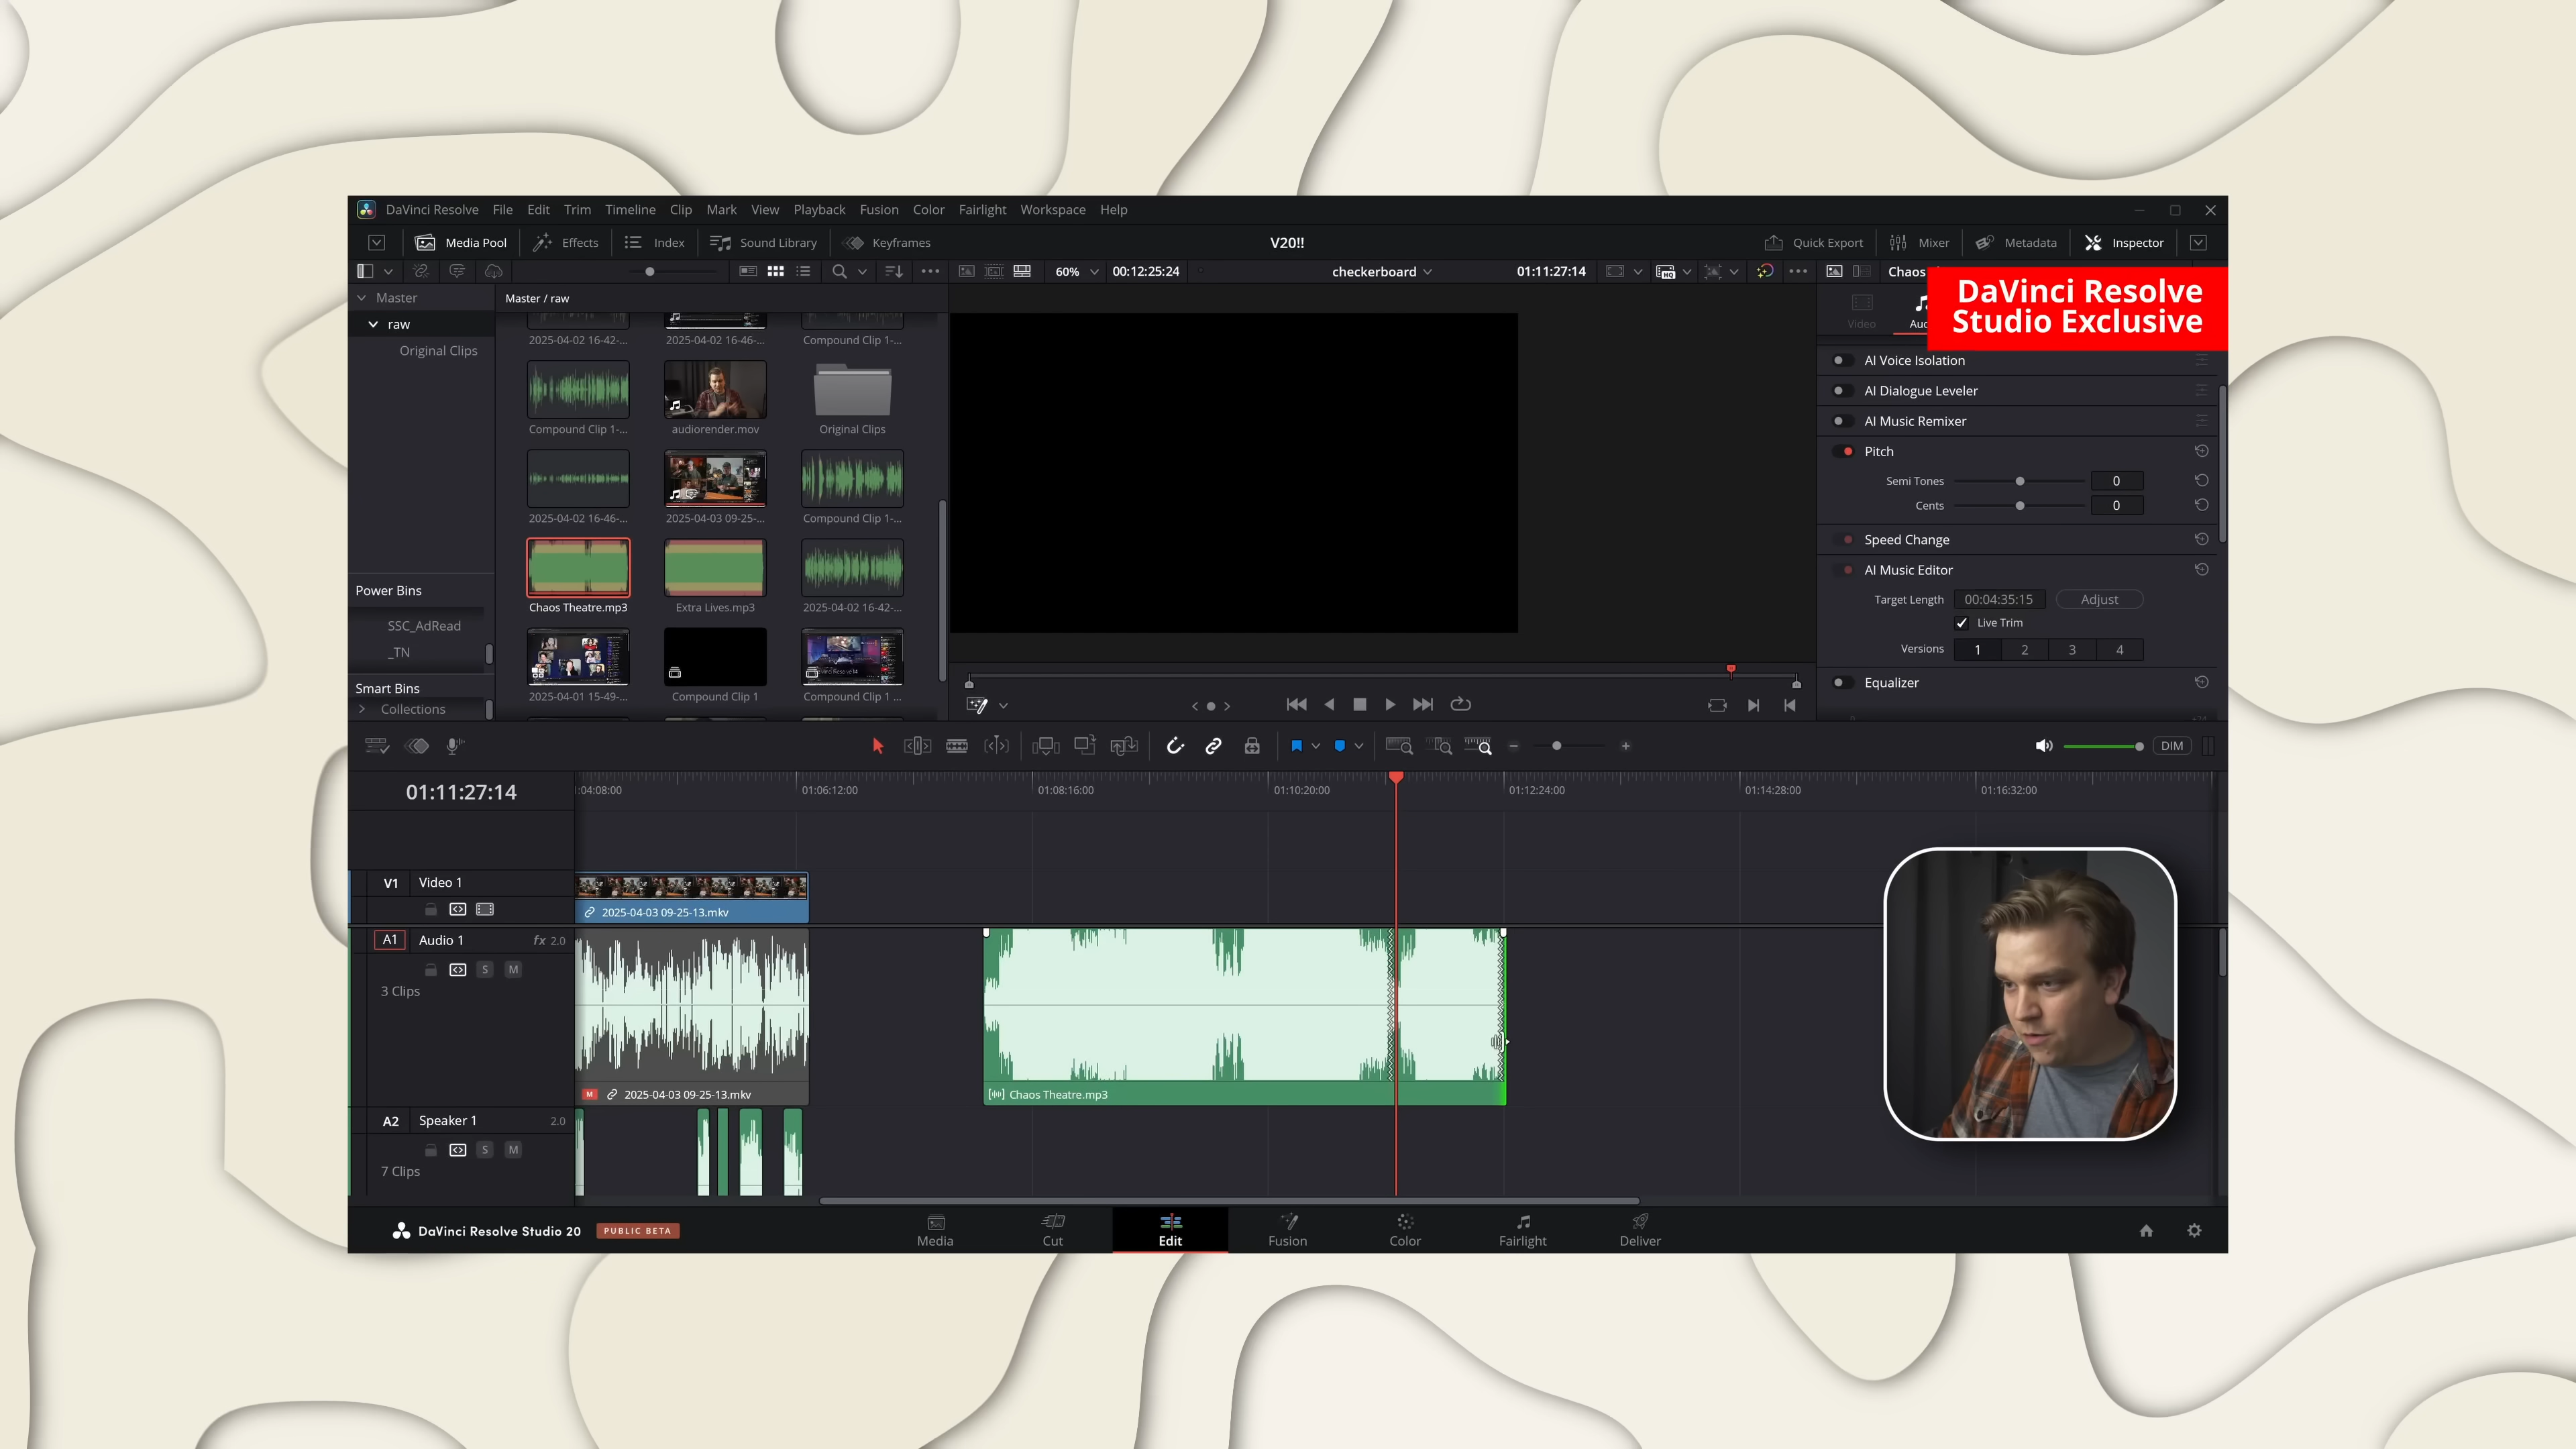 DaVinci Resolve File Edit Trim Timeline Clip Mark View Playback Fusion Color Fairlight Workspace Help
Media Pool Effects Index Sound Library Keyframes V20!! Quick Export Mixer Metadata Inspector
60% 00:12:25:24 checkerboard 01:11:27:14 Chaos
DaVinci Resolve
Studio Exclusive
Master
raw
Original Clips
Master / raw
2025-04-02 16-42-... 2025-04-02 16-46-... Compound Clip 1-...
Compound Clip 1-... audiorender.mov Original Clips
2025-04-02 16-46-... 2025-04-03 09-25-... Compound Clip 1-...
Chaos Theatre.mp3 Extra Lives.mp3 2025-04-02 16-42-...
2025-04-01 15-49-... Compound Clip 1 Compound Clip 1 ...
Power Bins
SSC_AdRead
_TN
Smart Bins
Collections
Video
AI Voice Isolation
AI Dialogue Leveler
AI Music Remixer
Pitch
Semi Tones 0
Cents 0
Speed Change
AI Music Editor
Target Length 00:04:35:15 Adjust
Live Trim
Versions 1 2 3 4
Equalizer
DIM
01:11:27:14
:04:08:00 01:06:12:00 01:08:16:00 01:10:20:00 01:12:24:00 01:14:28:00 01:16:32:00
V1 Video 1
2025-04-03 09-25-13.mkv
A1 Audio 1 fx 2.0
S M
3 Clips
M 2025-04-03 09-25-13.mkv
Chaos Theatre.mp3
A2 Speaker 1 2.0
S M
7 Clips
DaVinci Resolve Studio 20 PUBLIC BETA
Media Cut Edit Fusion Color Fairlight Deliver